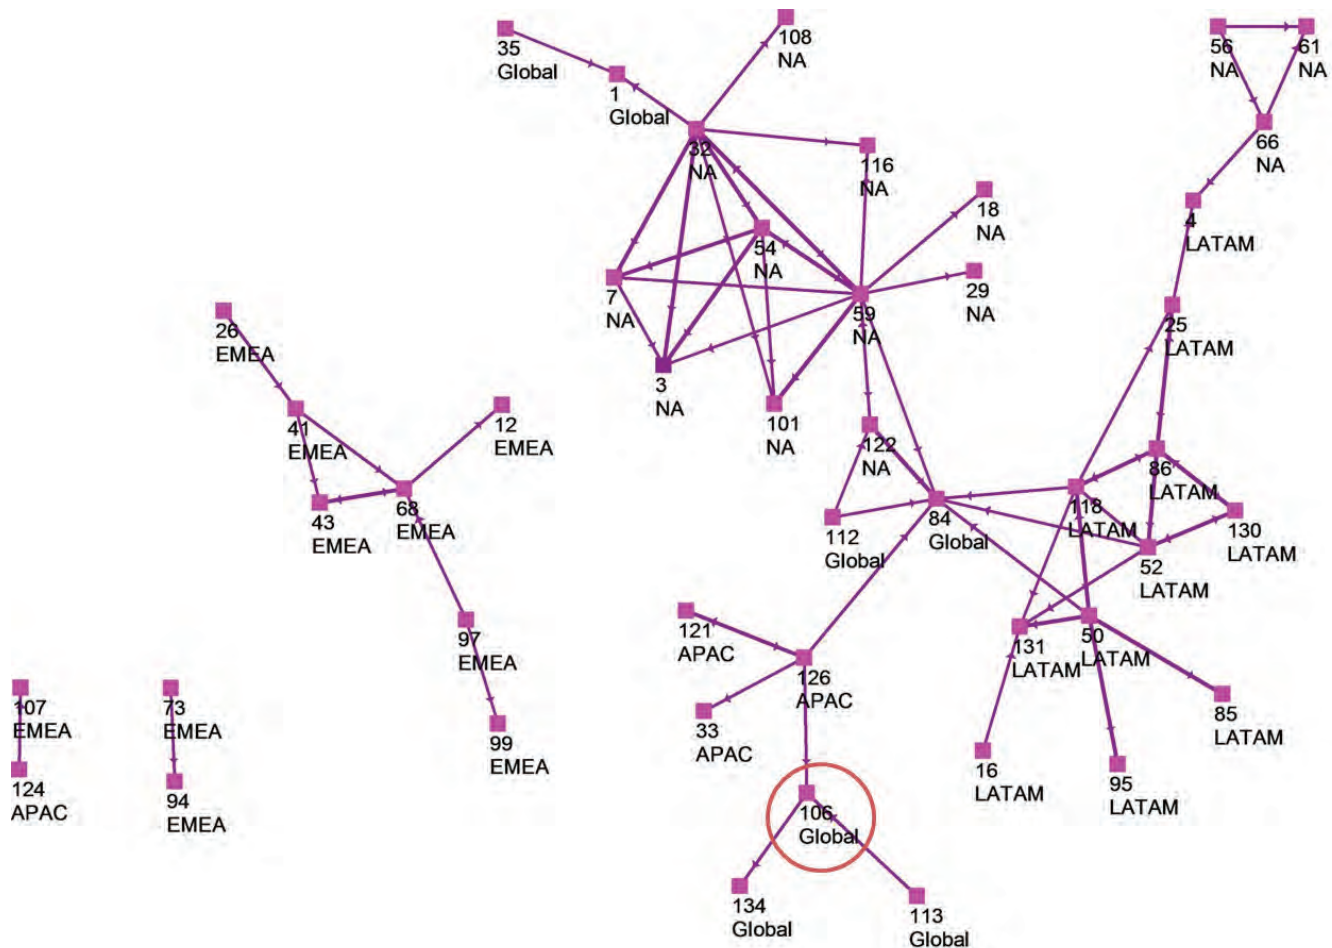 35
Global
1
Global
108
NA
32
NA
116
NA
56
NA
61
NA
66
NA
18
NA
4
LATAM
54
NA
7
NA
59
NA
29
NA
25
LATAM
26
EMEA
3
NA
101
NA
41
EMEA
12
EMEA
122
NA
86
LATAM
43
EMEA
68
EMEA
112
Global
84
Global
118
LATAM
130
LATAM
52
LATAM
97
EMEA
121
APAC
126
APAC
131
LATAM
50
LATAM
107
EMEA
73
EMEA
33
APAC
85
LATAM
99
EMEA
124
APAC
94
EMEA
16
LATAM
95
LATAM
106
Global
134
Global
113
Global